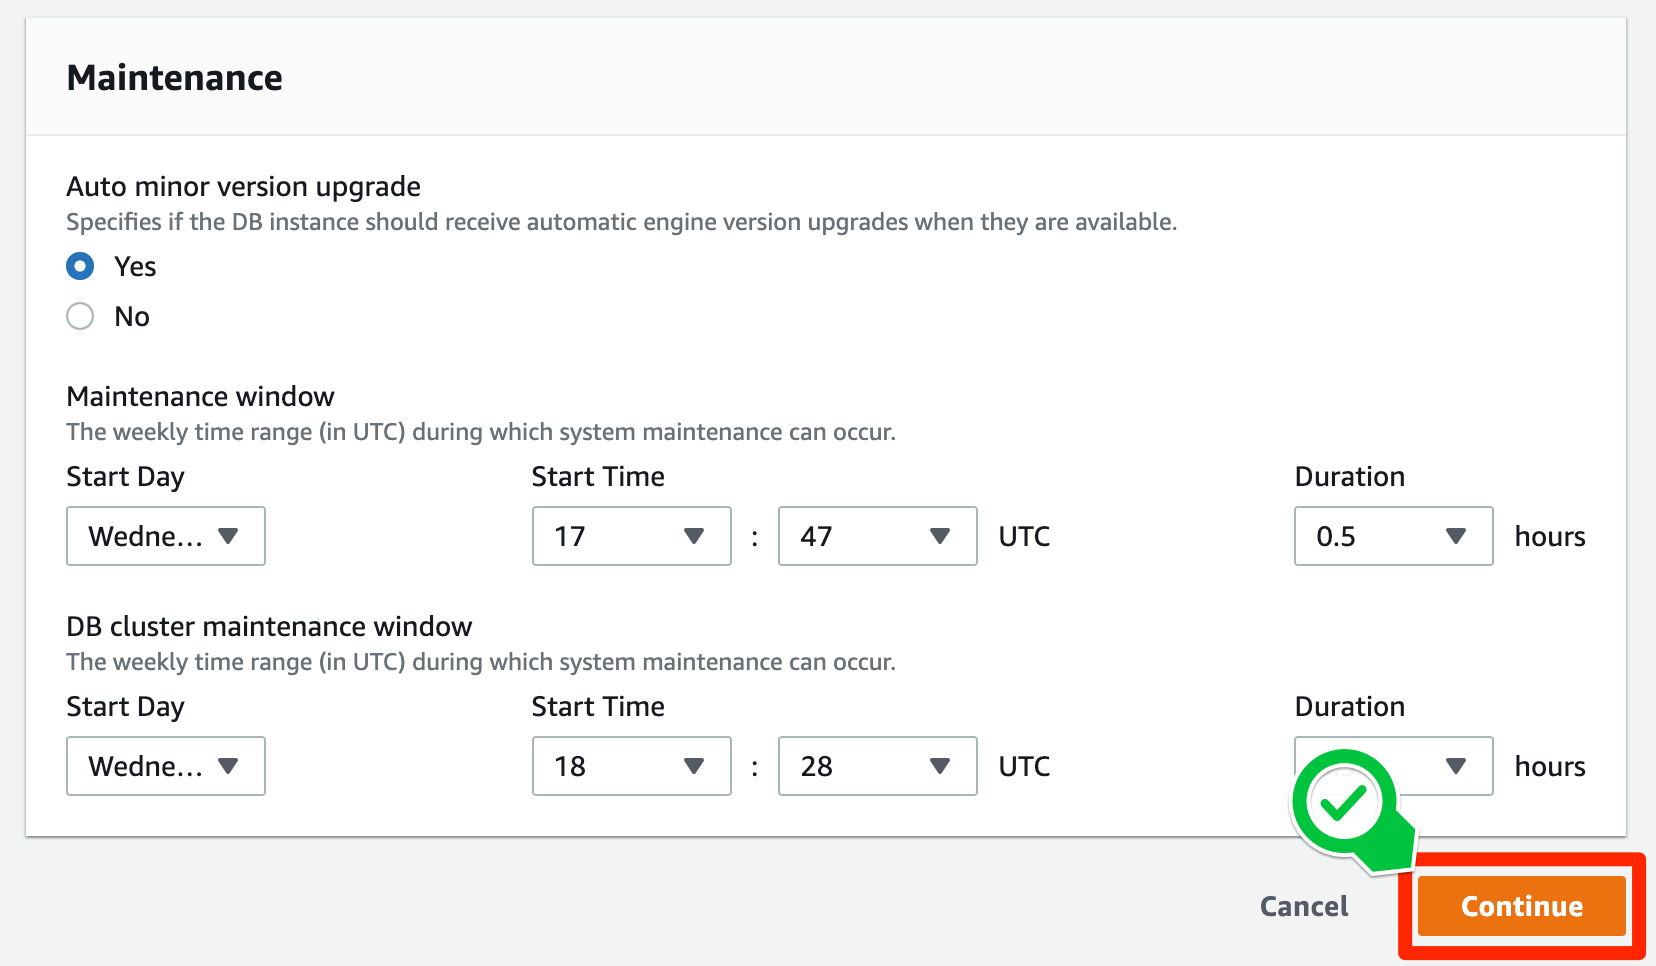 Maintenance
Auto minor version upgrade
Specifies if the DB instance should receive automatic engine version upgrades when they are available.
Yes
No
Maintenance window
The weekly time range (in UTC) during which system maintenance can occur.
Start Day Start Time Duration
Wedne... 17 : 47 UTC 0.5 hours
DB cluster maintenance window
The weekly time range (in UTC) during which system maintenance can occur.
Start Day Start Time Duration
Wedne... 18 : 28 UTC hours
Cancel Continue